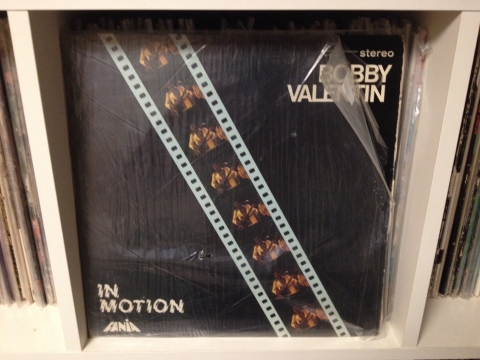 stereo
BOBBY
VALENTIN
IN
MOTION
FANIA